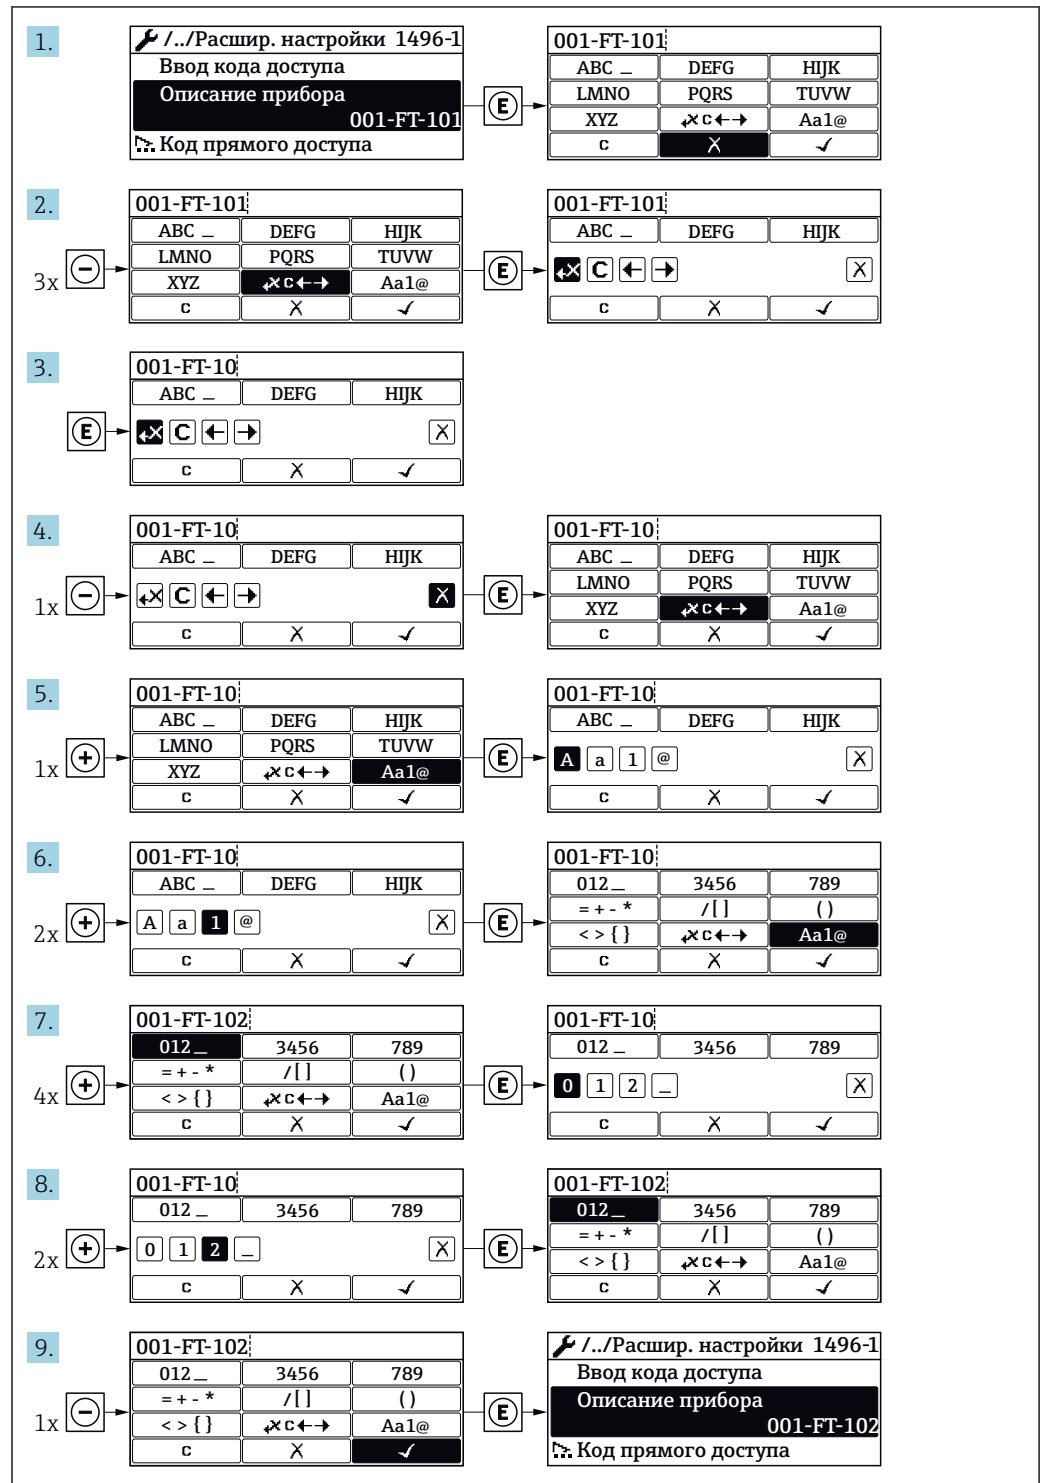 1.
/../Расшир. настройки 1496-1
Ввод кода доступа
Описание прибора
001-FT-101
Код прямого доступа
E
001-FT-101
ABC _ DEFG HIJK
LMNO PQRS TUVW
XYZ C←→ Aa1@
C X ✓
2.
3x
001-FT-101
ABC _ DEFG HIJK
LMNO PQRS TUVW
XYZ C←→ Aa1@
C X ✓
E
001-FT-101
ABC _ DEFG HIJK
C ← → X
C X ✓
3.
E
001-FT-10
ABC _ DEFG HIJK
C ← → X
C X ✓
4.
1x
001-FT-10
ABC _ DEFG HIJK
C ← → X
C X ✓
E
001-FT-10
ABC _ DEFG HIJK
LMNO PQRS TUVW
XYZ C←→ Aa1@
C X ✓
5.
1x +
001-FT-10
ABC _ DEFG HIJK
LMNO PQRS TUVW
XYZ C←→ Aa1@
C X ✓
E
001-FT-10
ABC _ DEFG HIJK
A a 1 @ X
C X ✓
6.
2x +
001-FT-10
ABC _ DEFG HIJK
A a 1 @ X
C X ✓
E
001-FT-10
012 _ 3456 789
= + - * / [ ] ( )
< > { } C←→ Aa1@
C X ✓
7.
4x +
001-FT-102
012 _ 3456 789
= + - * / [ ] ( )
< > { } C←→ Aa1@
C X ✓
E
001-FT-10
012 _ 3456 789
0 1 2 _ X
C X ✓
8.
2x +
001-FT-10
012 _ 3456 789
0 1 2 _ X
C X ✓
E
001-FT-102
012 _ 3456 789
= + - * / [ ] ( )
< > { } C←→ Aa1@
C X ✓
9.
1x
001-FT-102
012 _ 3456 789
= + - * / [ ] ( )
< > { } C←→ Aa1@
C X ✓
E
/../Расшир. настройки 1496-1
Ввод кода доступа
Описание прибора
001-FT-102
Код прямого доступа